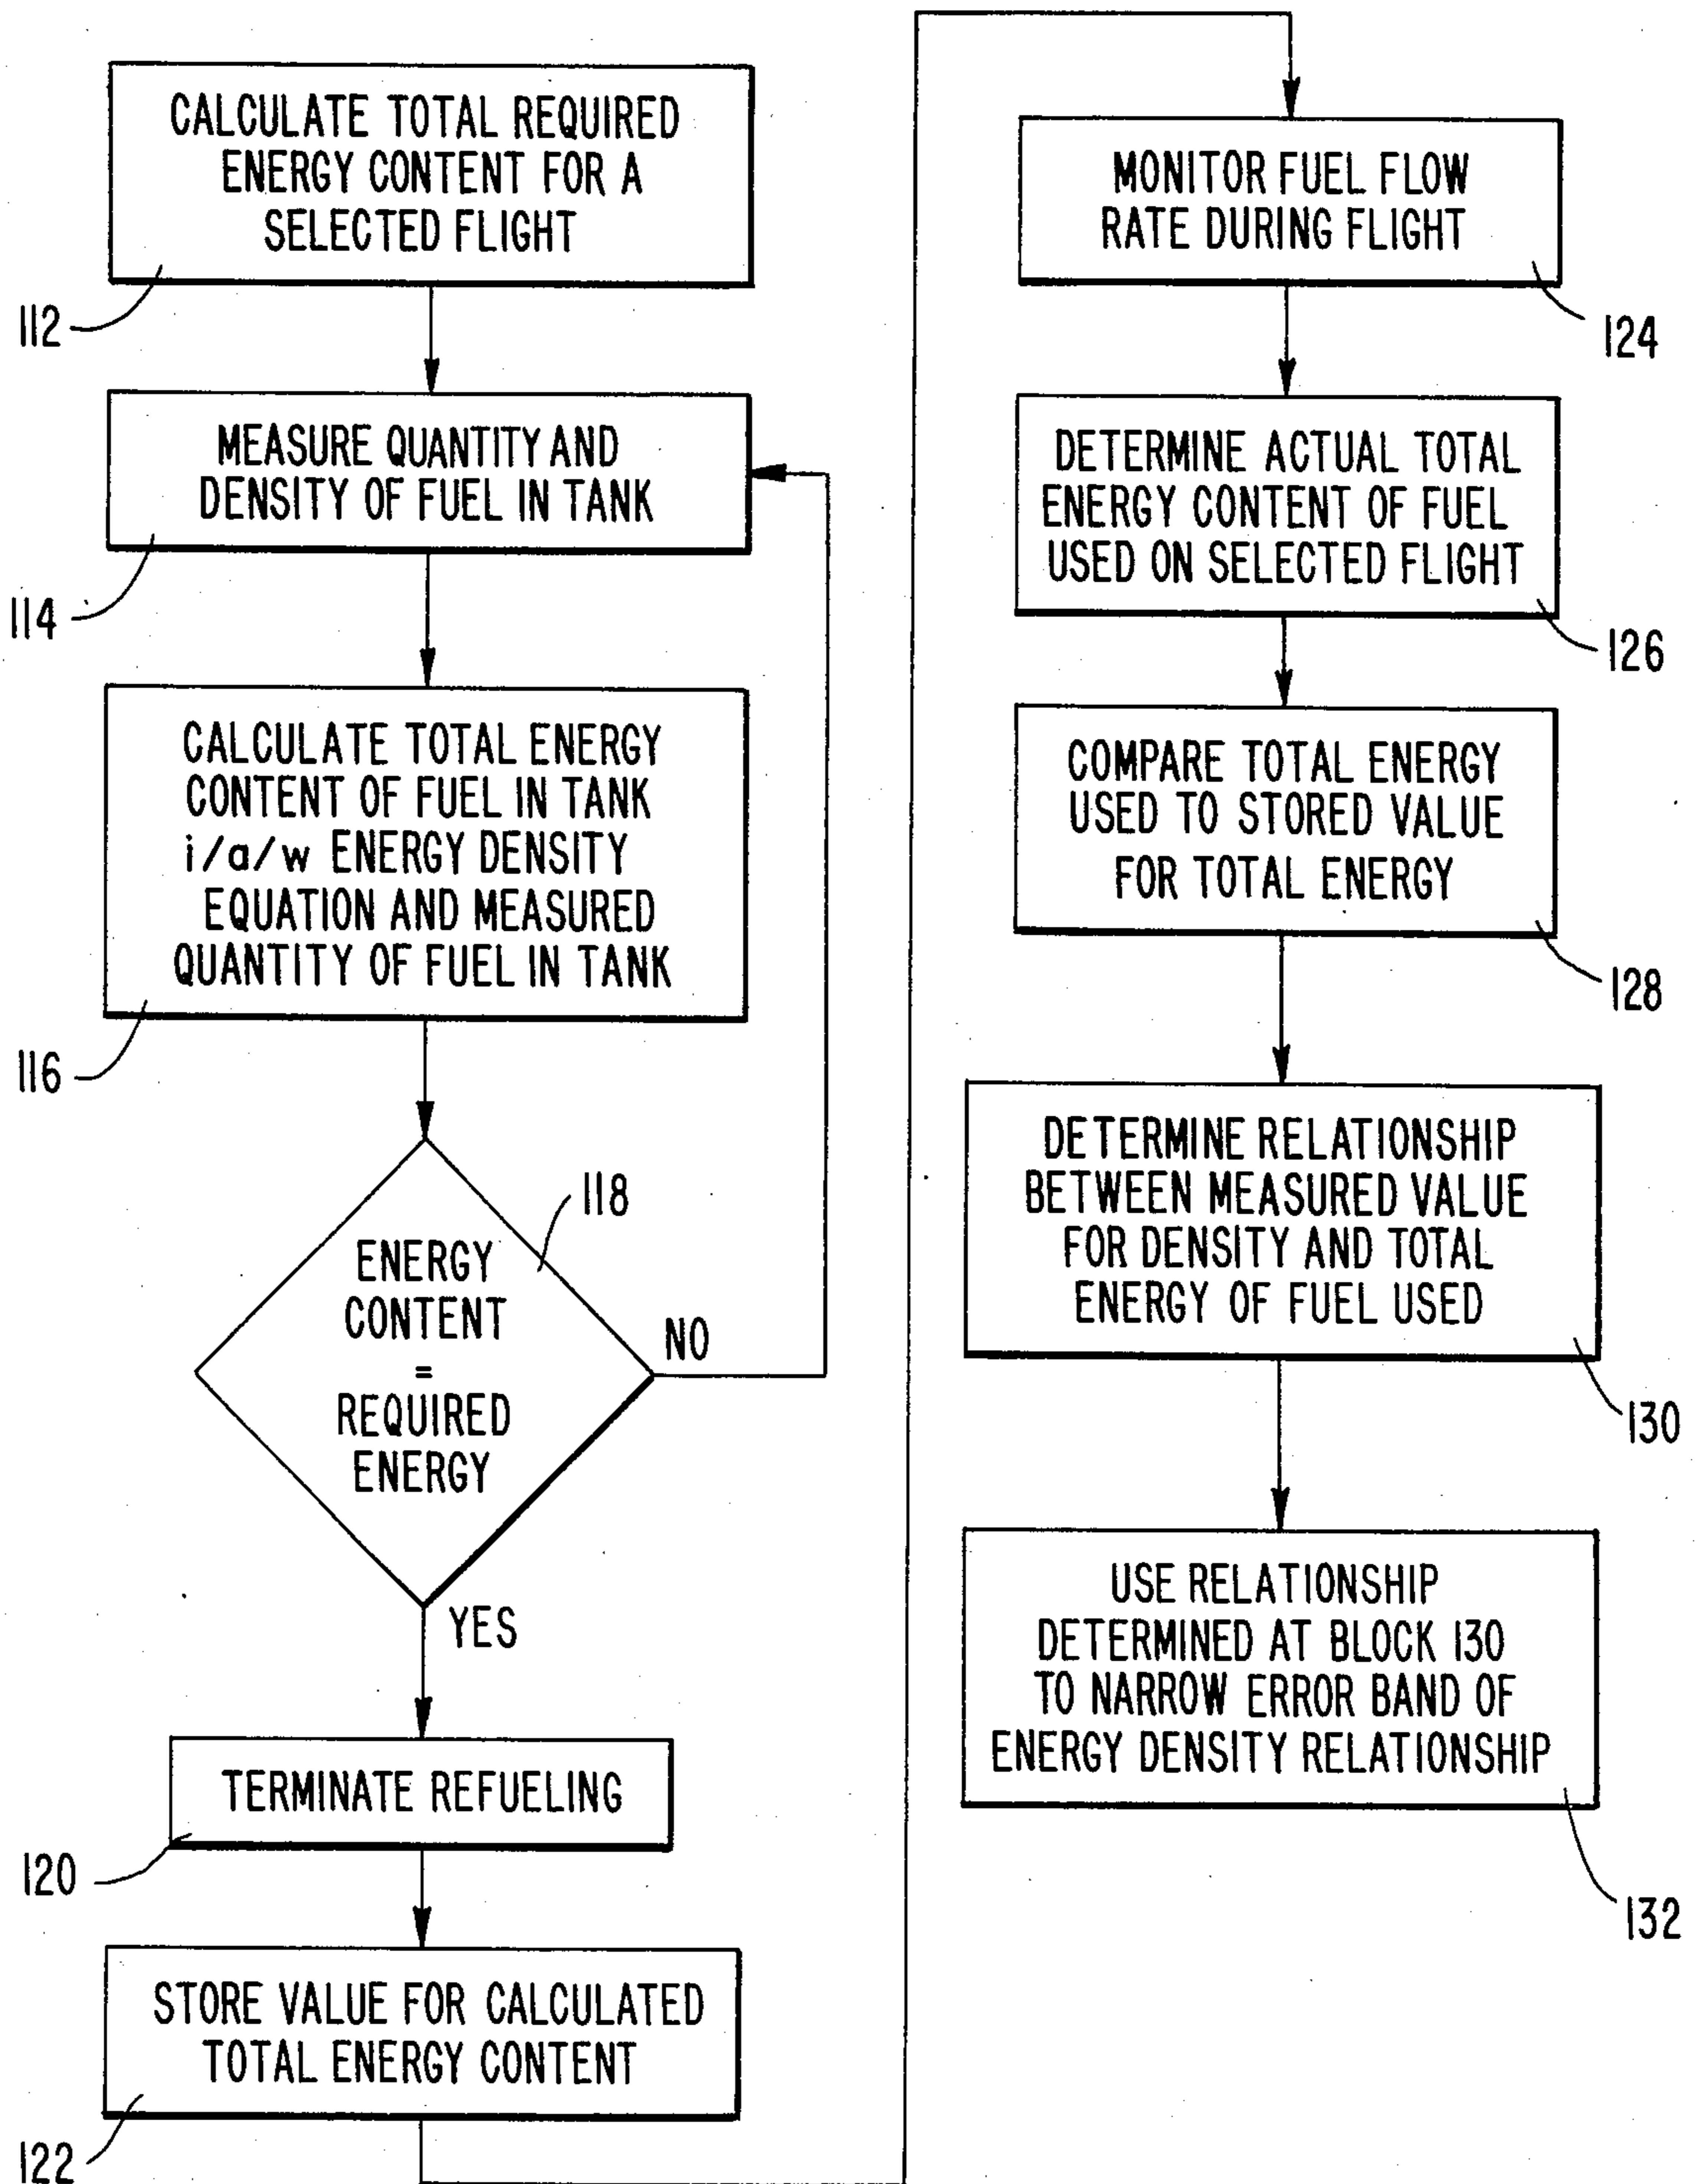 CALCULATE TOTAL REQUIRED
ENERGY CONTENT FOR A
SELECTED FLIGHT
112
MEASURE QUANTITY AND
DENSITY OF FUEL IN TANK
114
CALCULATE TOTAL ENERGY
CONTENT OF FUEL IN TANK
i/a/w ENERGY DENSITY
EQUATION AND MEASURED
QUANTITY OF FUEL IN TANK
116
118
ENERGY
CONTENT
=
REQUIRED
ENERGY
NO
YES
TERMINATE REFUELING
120
STORE VALUE FOR CALCULATED
TOTAL ENERGY CONTENT
122
MONITOR FUEL FLOW
RATE DURING FLIGHT
124
DETERMINE ACTUAL TOTAL
ENERGY CONTENT OF FUEL
USED ON SELECTED FLIGHT
126
COMPARE TOTAL ENERGY
USED TO STORED VALUE
FOR TOTAL ENERGY
128
DETERMINE RELATIONSHIP
BETWEEN MEASURED VALUE
FOR DENSITY AND TOTAL
ENERGY OF FUEL USED
130
USE RELATIONSHIP
DETERMINED AT BLOCK 130
TO NARROW ERROR BAND OF
ENERGY DENSITY RELATIONSHIP
132